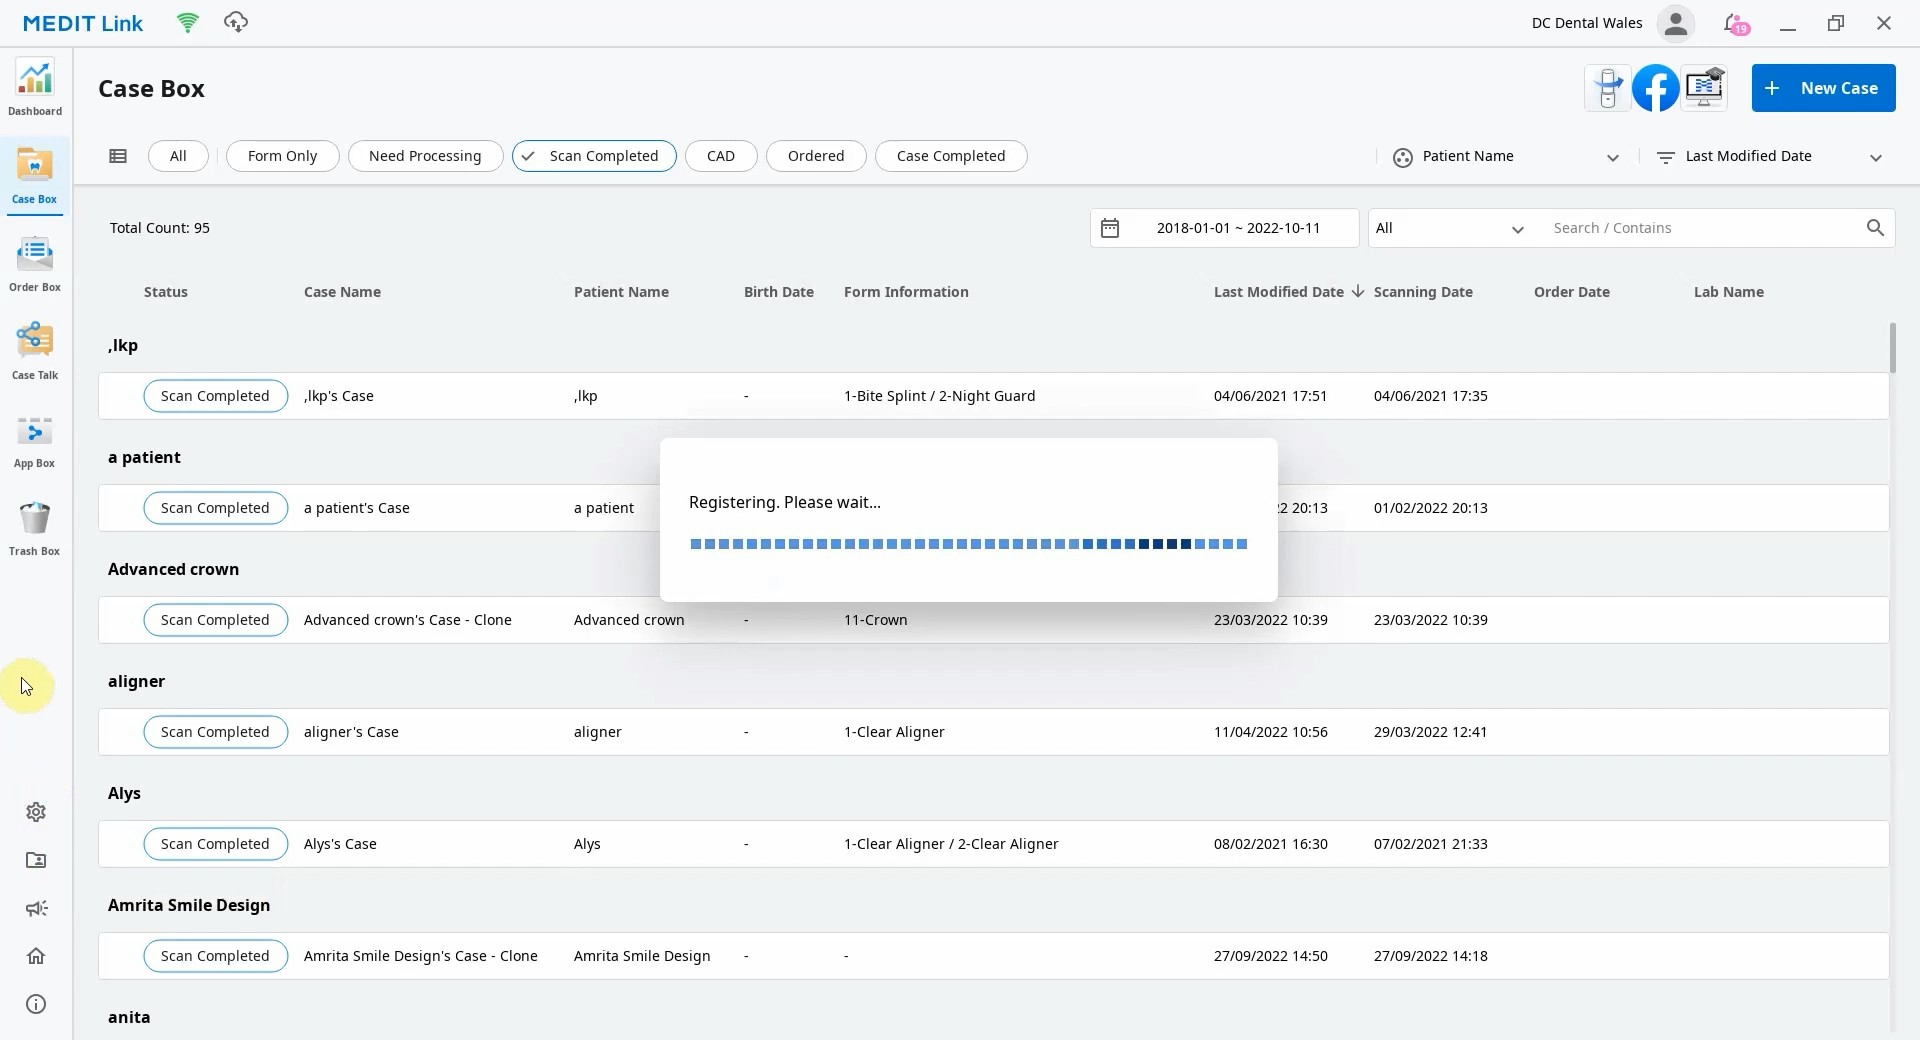 MEDIT Link
DC Dental Wales
19
Dashboard
Case Box
Order Box
Case Talk
App Box
Trash Box
Case Box
+ New Case
All
Form Only
Need Processing
Scan Completed
CAD
Ordered
Case Completed
Patient Name
Last Modified Date
Total Count: 95
2018-01-01 ~ 2022-10-11
All
Search / Contains
Status Case Name Patient Name Birth Date Form Information Last Modified Date Scanning Date Order Date Lab Name
,lkp
Scan Completed ,lkp's Case ,lkp - 1-Bite Splint / 2-Night Guard 04/06/2021 17:51 04/06/2021 17:35
a patient
Scan Completed a patient's Case a patient 20:13 01/02/2022 20:13
Registering. Please wait...
Advanced crown
Scan Completed Advanced crown's Case - Clone Advanced crown - 11-Crown 23/03/2022 10:39 23/03/2022 10:39
aligner
Scan Completed aligner's Case aligner - 1-Clear Aligner 11/04/2022 10:56 29/03/2022 12:41
Alys
Scan Completed Alys's Case Alys - 1-Clear Aligner / 2-Clear Aligner 08/02/2021 16:30 07/02/2021 21:33
Amrita Smile Design
Scan Completed Amrita Smile Design's Case - Clone Amrita Smile Design - - 27/09/2022 14:50 27/09/2022 14:18
anita